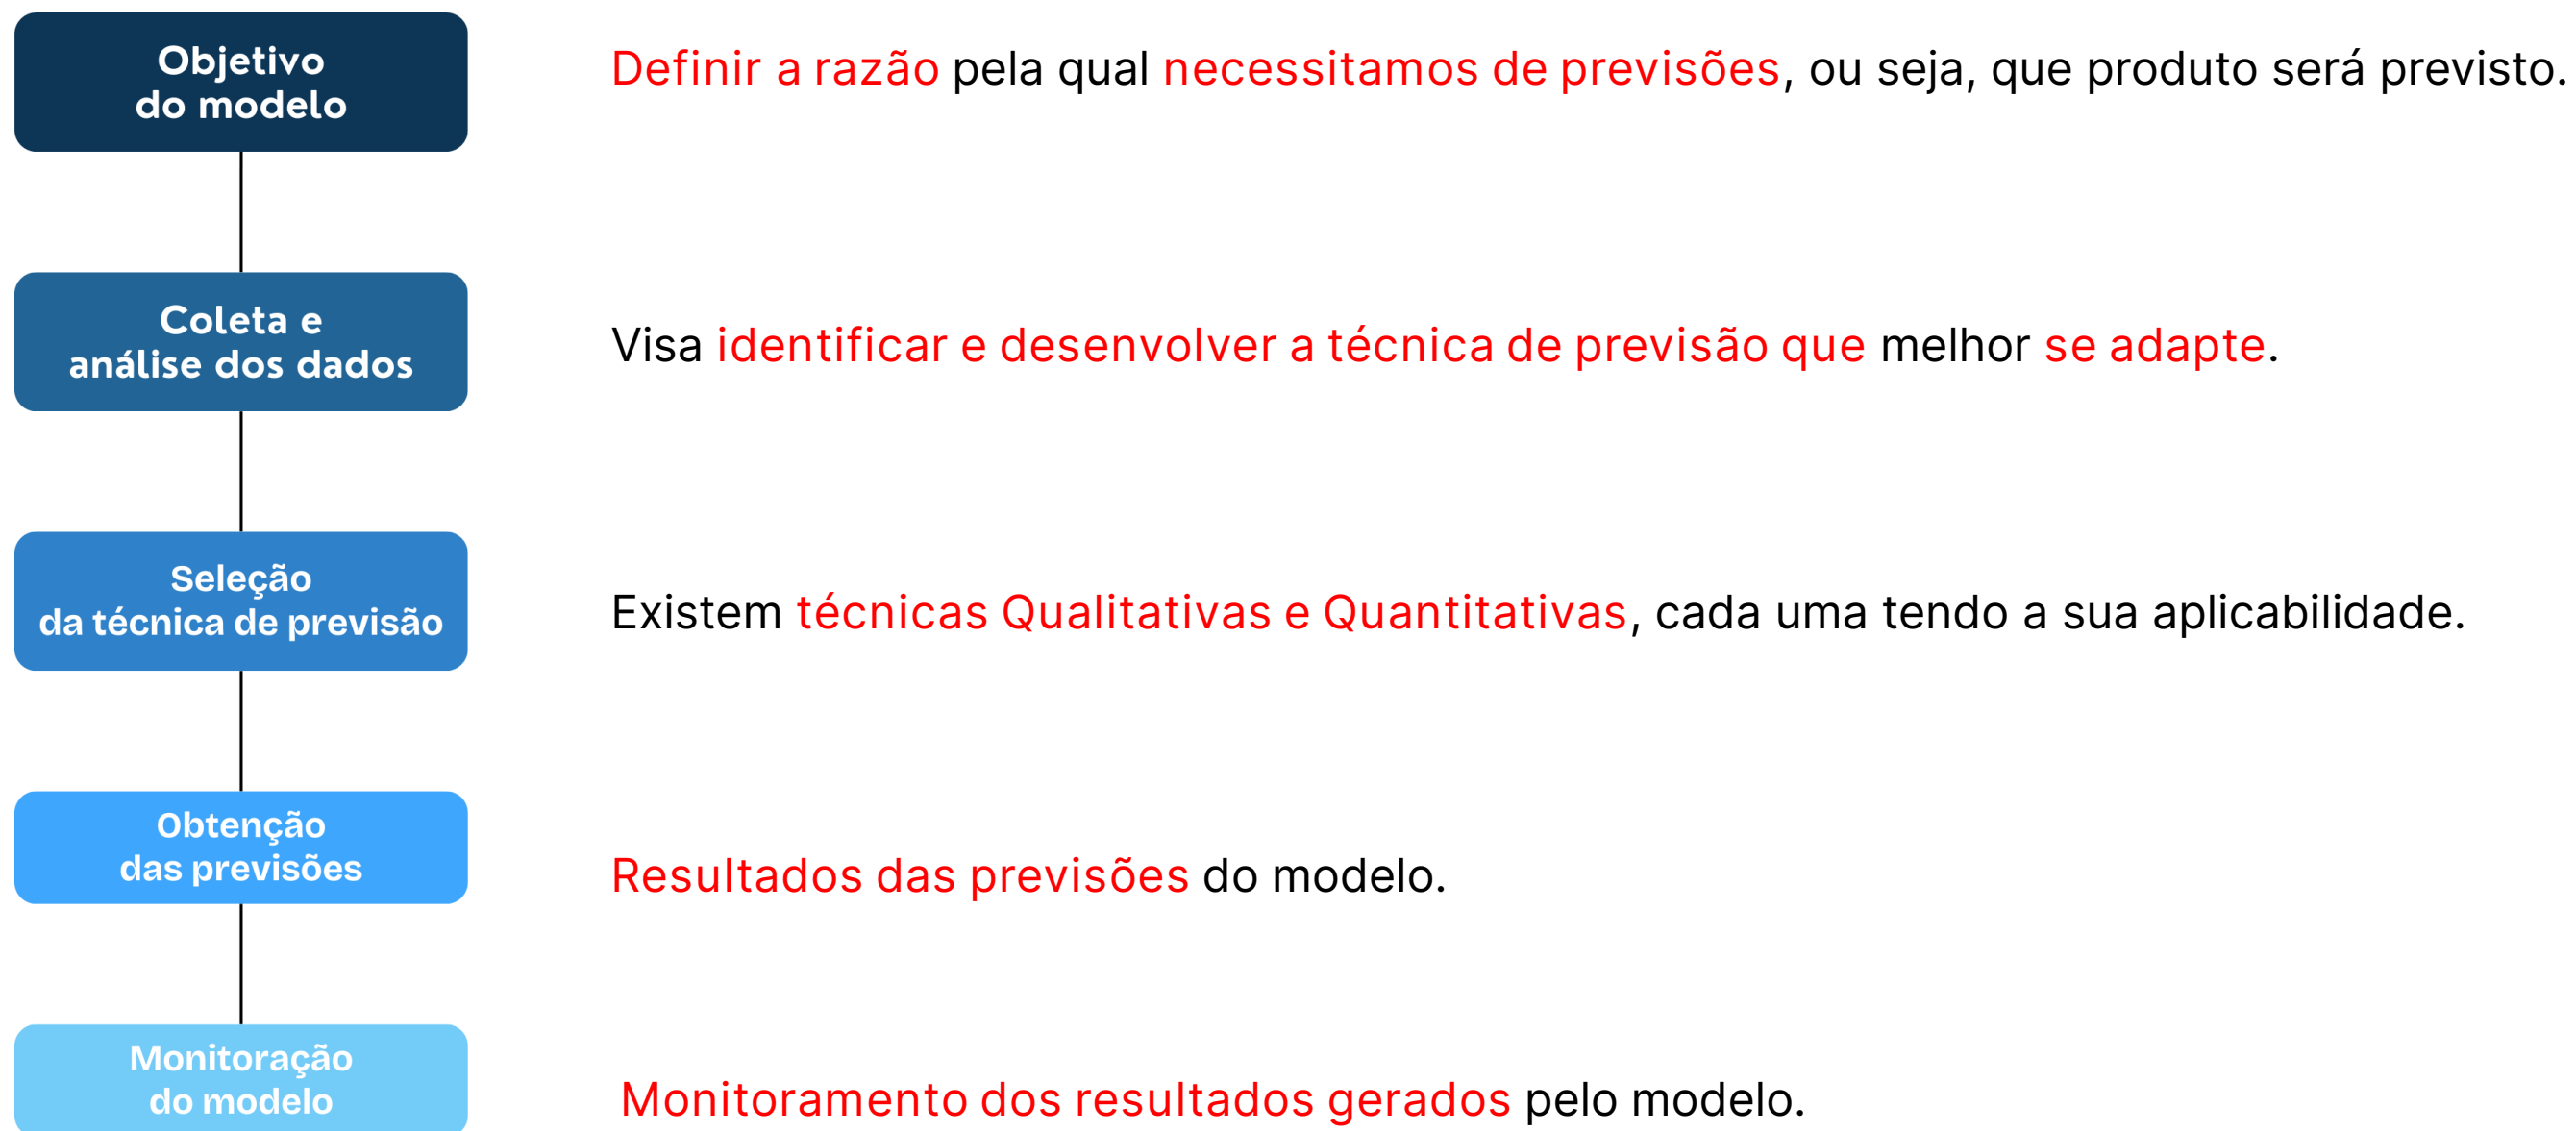 Objetivo
do modelo
Definir a razão pela qual necessitamos de previsões, ou seja, que produto será previsto.
Coleta e
análise dos dados
Visa identificar e desenvolver a técnica de previsão que melhor se adapte.
Seleção
da técnica de previsão
Existem técnicas Qualitativas e Quantitativas, cada uma tendo a sua aplicabilidade.
Obtenção
das previsões
Resultados das previsões do modelo.
Monitoração
do modelo
Monitoramento dos resultados gerados pelo modelo.